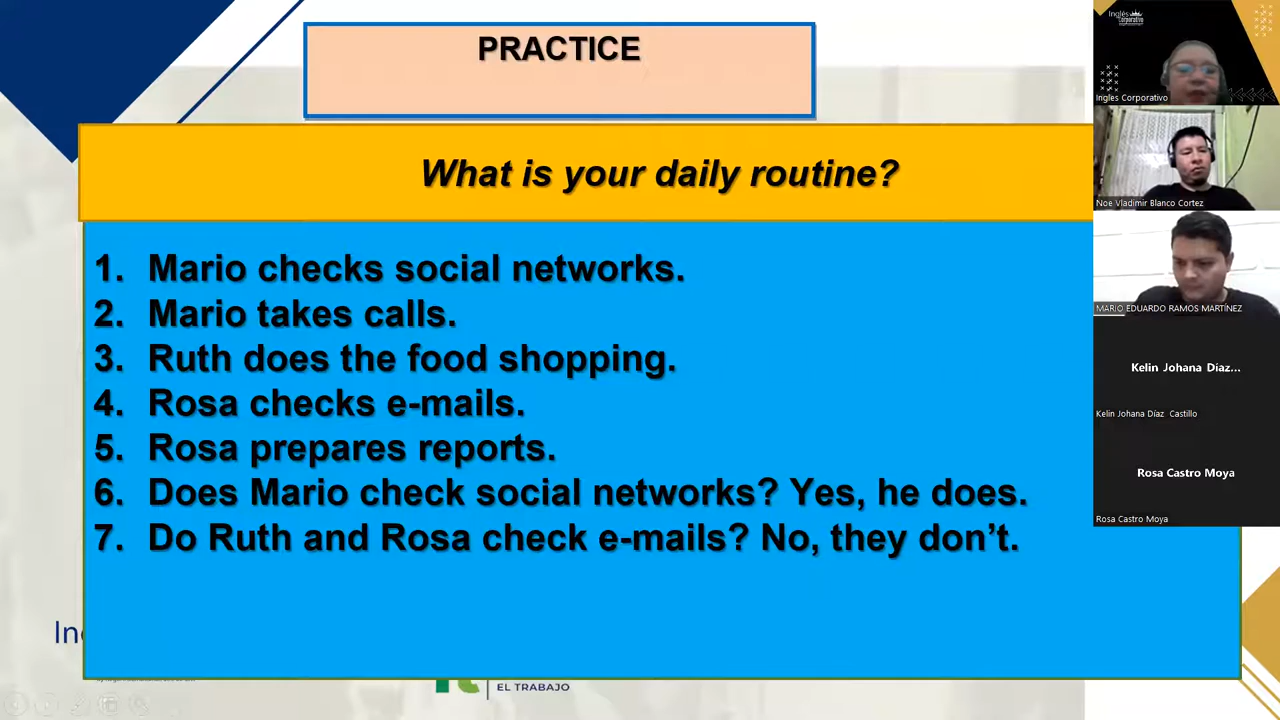 PRACTICE
What is your daily routine?
1. Mario checks social networks.
2. Mario takes calls.
3. Ruth does the food shopping.
4. Rosa checks e-mails.
5. Rosa prepares reports.
6. Does Mario check social networks? Yes, he does.
7. Do Ruth and Rosa check e-mails? No, they don’t.
EL TRABAJO
Inglés
Corporativo
Ingles Corporativo
Noe Vladimir Blanco Cortez
MARIO EDUARDO RAMOS MARTÍNEZ
Kelin Johana Díaz...
Kelin Johana Díaz Castillo
Rosa Castro Moya
Rosa Castro Moya